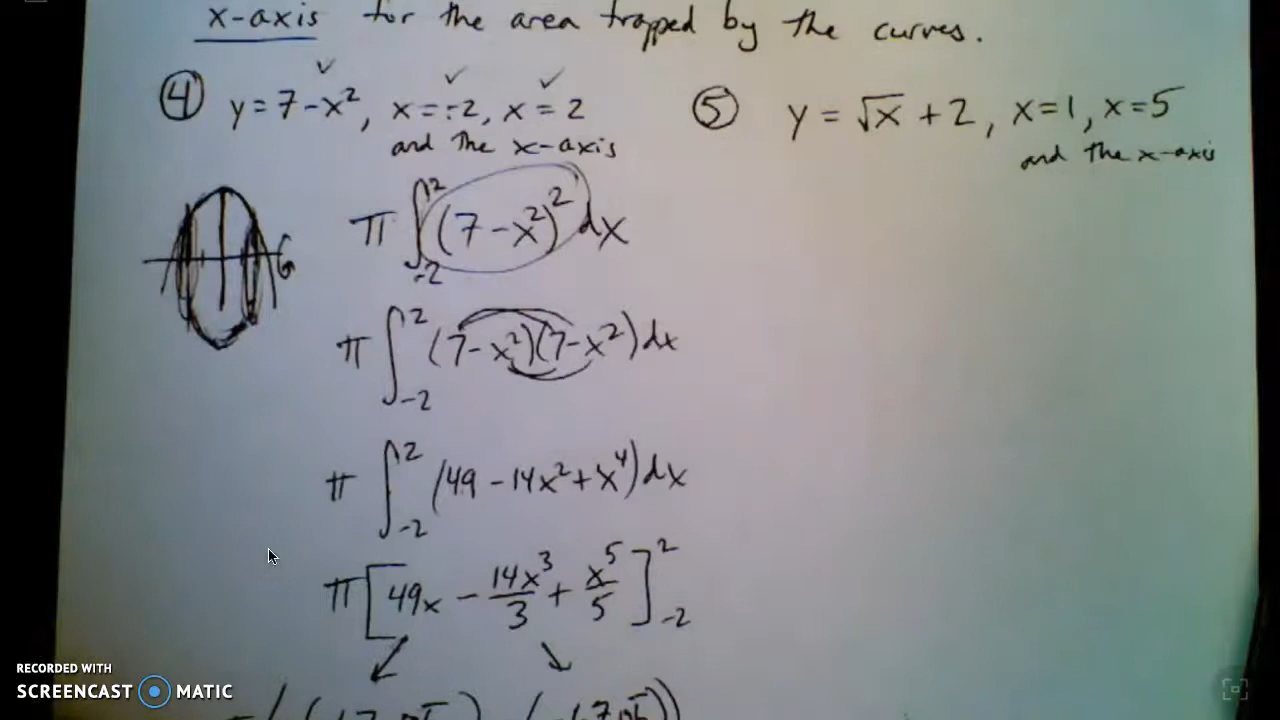 x-axis for the area trapped by the curves.
④ y = 7 - x², x = -2, x = 2
and the x-axis
π ∫₋₂² (7 - x²)² dx
π ∫₋₂² (7 - x²)(7 - x²) dx
π ∫₋₂² (49 - 14x² + x⁴) dx
π [49x - 14x³/3 + x⁵/5]₋₂²
⑤ y = √x + 2, x = 1, x = 5
and the x-axis
RECORDED WITH
SCREENCAST MATIC